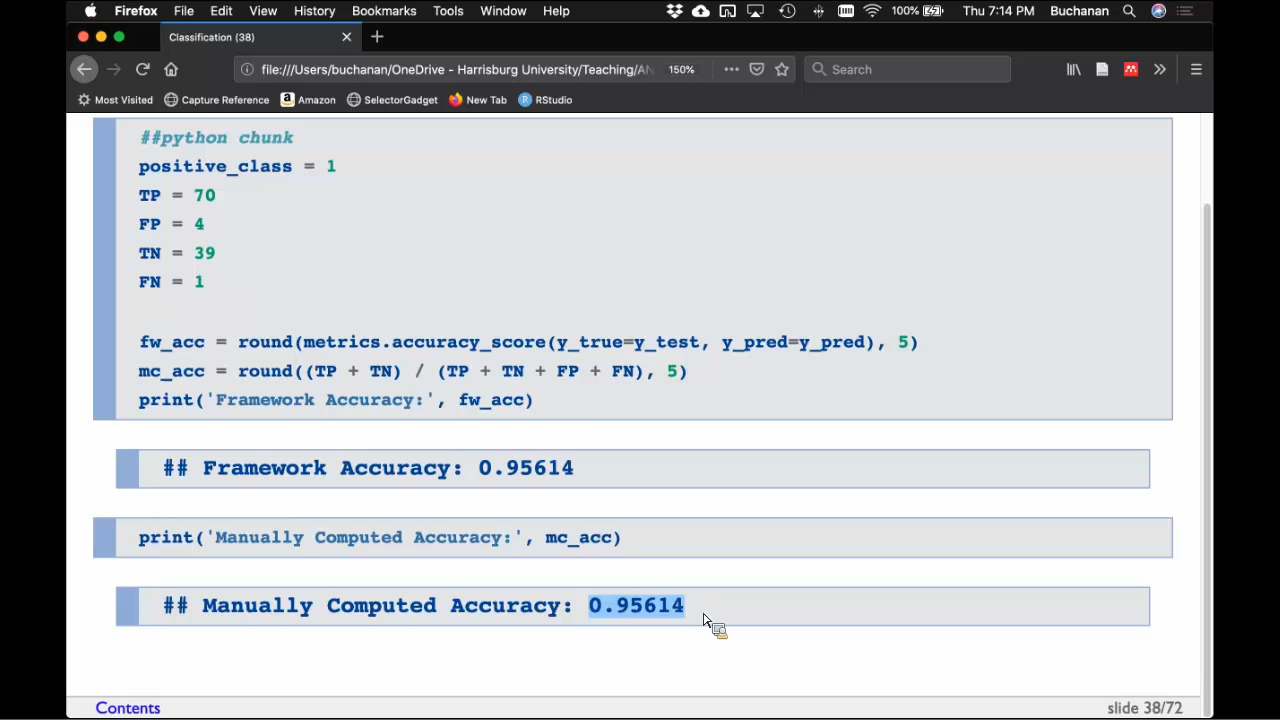 Firefox File Edit View History Bookmarks Tools Window Help 100% Thu 7:14 PM Buchanan
Classification (38)
file:///Users/buchanan/OneDrive - Harrisburg University/Teaching/AN 150% Search
Most Visited Capture Reference Amazon SelectorGadget New Tab RStudio
##python chunk
positive_class = 1
TP = 70
FP = 4
TN = 39
FN = 1
fw_acc = round(metrics.accuracy_score(y_true=y_test, y_pred=y_pred), 5)
mc_acc = round((TP + TN) / (TP + TN + FP + FN), 5)
print('Framework Accuracy:', fw_acc)
## Framework Accuracy: 0.95614
print('Manually Computed Accuracy:', mc_acc)
## Manually Computed Accuracy: 0.95614
Contents slide 38/72